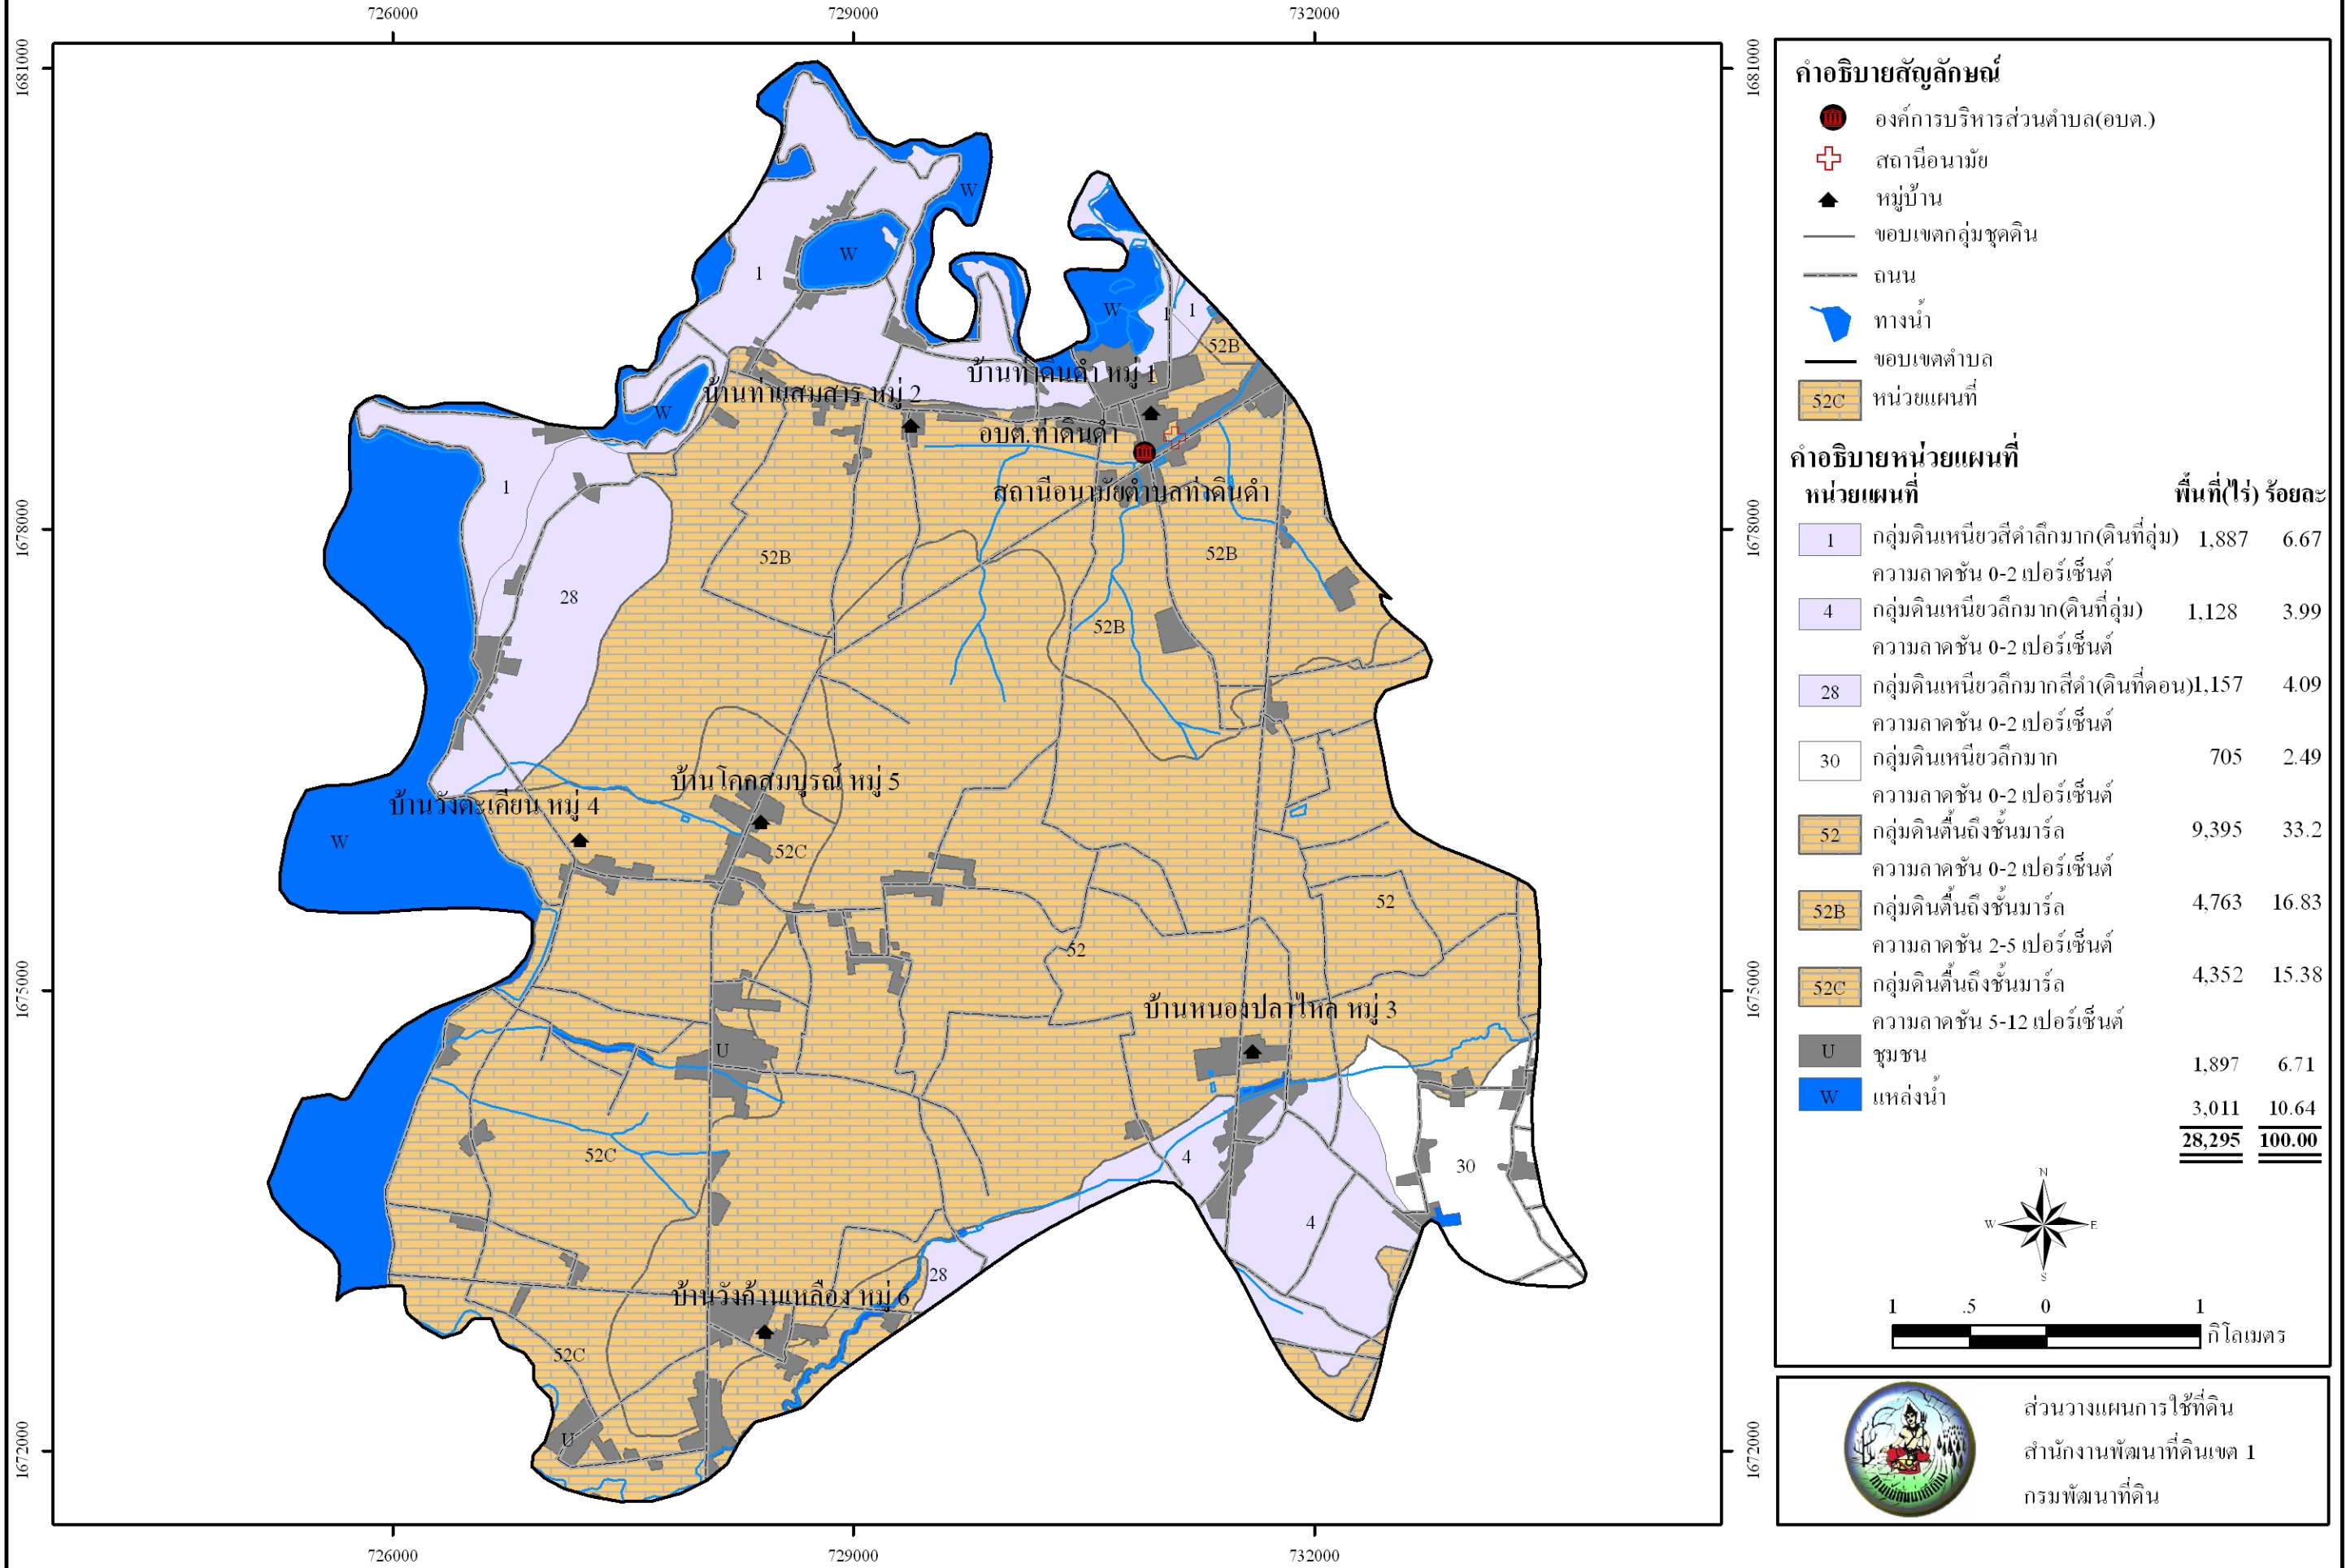 726000
729000
732000
1681000
1681000
1678000
1678000
1675000
1675000
1672000
1672000
726000
729000
732000
W
W
1
W
1
1
52B
บ้านท่าดินดำ หมู่ 1
บ้านท่าแสมสาร หมู่ 2
W
อบต.ท่าดินดำ
สถานีอนามัยตำบลท่าดินดำ
1
52B
52B
28
52B
บ้านโคกสมบูรณ์ หมู่ 5
บ้านวังตะเคียน หมู่ 4
W
52C
52
52
บ้านหนองปลาไหล หมู่ 3
U
52C
4
30
4
28
บ้านวังก้านเหลือง หมู่ 6
52C
U
คำอธิบายสัญลักษณ์
องค์การบริหารส่วนตำบล(อบต.)
สถานีอนามัย
หมู่บ้าน
ขอบเขตกลุ่มชุดดิน
ถนน
ทางน้ำ
ขอบเขตตำบล
52C หน่วยแผนที่
คำอธิบายหน่วยแผนที่
หน่วยแผนที่ พื้นที่(ไร่) ร้อยละ
1 กลุ่มดินเหนียวสีดำลึกมาก(ดินที่ลุ่ม) 1,887 6.67
ความลาดชัน 0-2 เปอร์เซ็นต์
4 กลุ่มดินเหนียวลึกมาก(ดินที่ลุ่ม) 1,128 3.99
ความลาดชัน 0-2 เปอร์เซ็นต์
28 กลุ่มดินเหนียวลึกมากสีดำ(ดินที่ดอน) 1,157 4.09
ความลาดชัน 0-2 เปอร์เซ็นต์
30 กลุ่มดินเหนียวลึกมาก 705 2.49
ความลาดชัน 0-2 เปอร์เซ็นต์
52 กลุ่มดินตื้นถึงชั้นมาร์ล 9,395 33.2
ความลาดชัน 0-2 เปอร์เซ็นต์
52B กลุ่มดินตื้นถึงชั้นมาร์ล 4,763 16.83
ความลาดชัน 2-5 เปอร์เซ็นต์
52C กลุ่มดินตื้นถึงชั้นมาร์ล 4,352 15.38
ความลาดชัน 5-12 เปอร์เซ็นต์
U ชุมชน 1,897 6.71
W แหล่งน้ำ 3,011 10.64
28,295 100.00
N
W E
S
1 .5 0 1
กิโลเมตร
ส่วนวางแผนการใช้ที่ดิน
สำนักงานพัฒนาที่ดินเขต 1
กรมพัฒนาที่ดิน
กรมพัฒนาที่ดิน